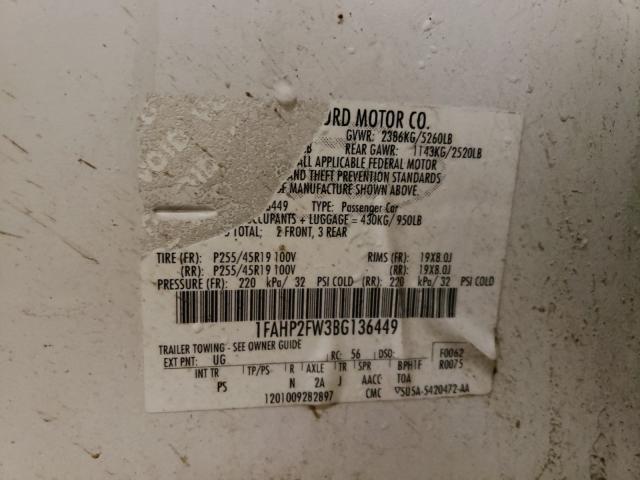 ORD MOTOR CO.
GVWR: 2386KG/5260LB
B REAR GAWR: 1143KG/2520LB
ALL APPLICABLE FEDERAL MOTOR
AND THEFT PREVENTION STANDARDS
OF MANUFACTURE SHOWN ABOVE.
6449 TYPE: Passenger Car
OCCUPANTS + LUGGAGE = 430KG/950LB
TOTAL; 2 FRONT, 3 REAR
TIRE (FR): P255/45R19 100V RIMS (FR): 19X8.0J
(RR): P255/45R19 100V (RR): 19X8.0J
PRESSURE (FR): 220 kPa/ 32 PSI COLD (RR): 220 kPa/ 32 PSI COLD
1FAHP2FW3BG136449
TRAILER TOWING - SEE OWNER GUIDE
EXT PNT: UG RC: 56 DSO: F0062
INT TR TP/PS R AXLE TR SPR BPH1F R0075
PS N 2A J AACC TOA
1201009282897 CMC ▽5U5A-5420472-AA